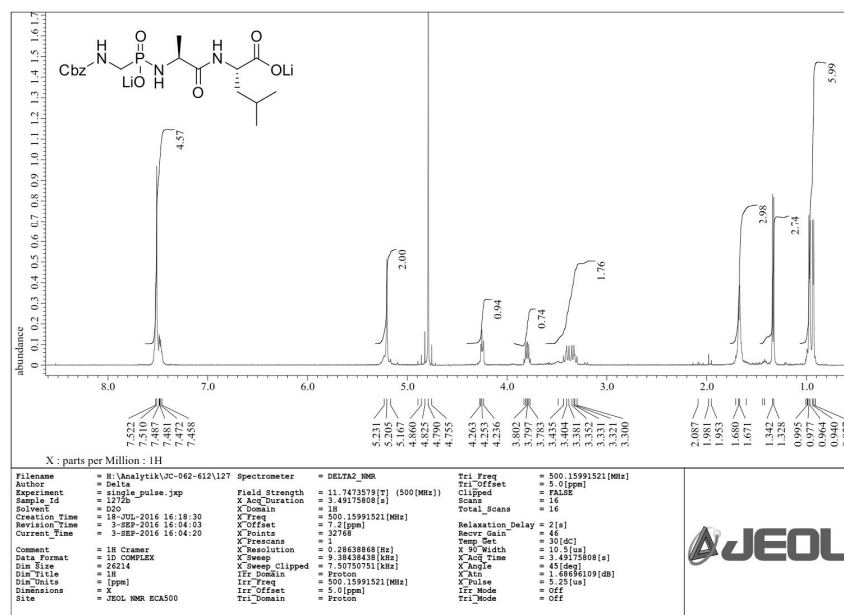 1.7
1.6
1.5
1.4
1.3
1.2
1.1
1.0
0.9
0.8
0.7
0.6
0.5
0.4
0.3
0.2
0.1
0
abundance
O
H
N
P
Cbz
LiO
N
H
O
H
N
O
OLi
4.57
2.00
0.94
0.74
1.76
2.98
2.74
5.99
8.0 7.0 6.0 5.0 4.0 3.0 2.0 1.0
7.522
7.510
7.487
7.481
7.472
7.458
5.231
5.205
5.167
4.860
4.825
4.790
4.755
4.263
4.253
4.236
3.802
3.797
3.783
3.435
3.404
3.381
3.352
3.331
3.321
3.300
2.087
1.981
1.953
1.680
1.671
1.342
1.328
0.995
0.977
0.964
0.940
X : parts per Million : 1H
Filename = H:\Analytik\JC-062-612\127
Author = Delta
Experiment = single_pulse.jxp
Sample_Id = 1272b
Solvent = D2O
Creation_Time = 18-JUL-2016 16:18:30
Revision_Time = 3-SEP-2016 16:04:03
Current_Time = 3-SEP-2016 16:04:20
Comment = 1H Cramer
Data_Format = 1D COMPLEX
Dim_Size = 26214
Dim_Title = 1H
Dim_Units = [ppm]
Dimensions = X
Site = JEOL NMR ECA500
Spectrometer = DELTA2_NMR
Field_Strength = 11.7473579[T] (500[MHz])
X_Acq_Duration = 3.49175808[s]
X_Domain = 1H
X_Freq = 500.15991521[MHz]
X_Offset = 7.2[ppm]
X_Points = 32768
X_Prescans = 1
X_Resolution = 0.28638868[Hz]
X_Sweep = 9.38438438[kHz]
X_Sweep_Clipped = 7.50750751[kHz]
Irr_Domain = Proton
Irr_Freq = 500.15991521[MHz]
Irr_Offset = 5.0[ppm]
Tri_Domain = Proton
Tri_Freq = 500.15991521[MHz]
Tri_Offset = 5.0[ppm]
Clipped = FALSE
Scans = 16
Total_Scans = 16
Relaxation_Delay = 2[s]
Recvr_Gain = 46
Temp_Get = 30[dC]
X_90_Width = 10.5[us]
X_Acq_Time = 3.49175808[s]
X_Angle = 45[deg]
X_Atn = 1.68696109[dB]
X_Pulse = 5.25[us]
Irr_Mode = Off
Tri_Mode = Off
JEOL